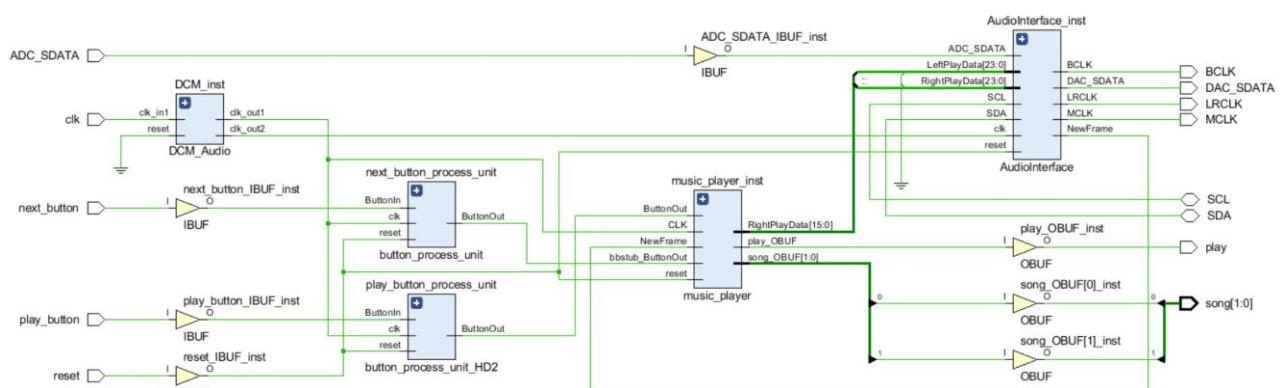 AudioInterface_inst
ADC_SDATA
I
ADC_SDATA_IBUF_inst
O
IBUF
ADC_SDATA
LeftPlayData[23:0]
RightPlayData[23:0]
SCL
SDA
clk
reset
BCLK
DAC_SDATA
LRCLK
MCLK
NewFrame
AudioInterface
BCLK
DAC_SDATA
LRCLK
MCLK
DCM_inst
clk
clk_in1
reset
clk_out1
clk_out2
DCM_Audio
next_button
I
next_button_IBUF_inst
O
IBUF
next_button_process_unit
ButtonIn
clk
reset
ButtonOut
button_process_unit
music_player_inst
ButtonOut
CLK
NewFrame
bbstub_ButtonOut
reset
RightPlayData[15:0]
play_OBUF
song_OBUF[1:0]
music_player
SCL
SDA
play_OBUF_inst
I
O
OBUF
play
play_button
I
play_button_IBUF_inst
O
IBUF
play_button_process_unit
ButtonIn
clk
reset
ButtonOut
button_process_unit_HD2
0
I
song_OBUF[0]_inst
O
OBUF
0
song[1:0]
1
I
song_OBUF[1]_inst
O
OBUF
1
reset
I
reset_IBUF_inst
O